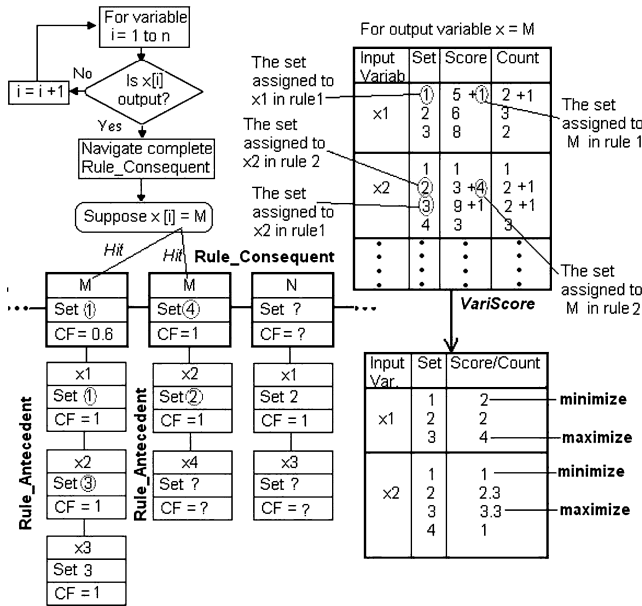 For variable
i = 1 to n
No
i = i +1
Is x[i]
output?
Yes
Navigate complete
Rule_Consequent
Suppose x [i] = M
Hit
Hit
Rule_Consequent
M
Set 1
CF = 0.6
M
Set 4
CF = 1
N
Set ?
CF = ?
Rule_Antecedent
x1
Set 1
CF = 1
x2
Set 3
CF = 1
x3
Set 3
CF = 1
Rule_Antecedent
x2
Set 2
CF = 1
x4
Set ?
CF = ?
x1
Set 2
CF = 1
x3
Set ?
CF = ?
For output variable x = M
The set
assigned to
x1 in rule1
The set
assigned to
x2 in rule 2
The set
assigned to
x2 in rule1
Input
Variab
Set Score Count
x1
1 5 +1 2 +1
2 6 3
3 8 2
x2
1 1 1
2 3 +4 2 +1
3 9 +1 2 +1
4 3 3
The set
assigned to
M in rule 1
The set
assigned to
M in rule 2
VariScore
Input
Var.
Set Score/Count
x1
1 2 minimize
2 2
3 4 maximize
x2
1 1 minimize
2 2.3
3 3.3 maximize
4 1